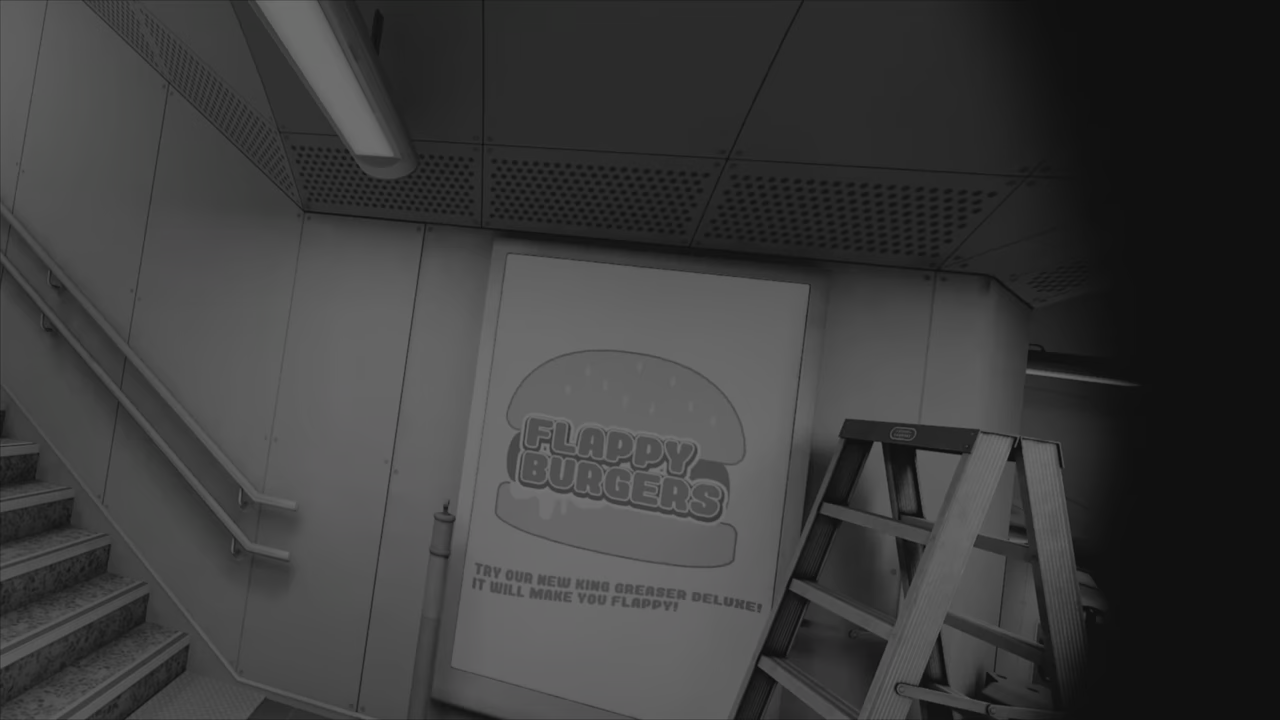 FLAPPY
BURGERS
TRY OUR NEW KING GREASER DELUXE!
IT WILL MAKE YOU FLAPPY!